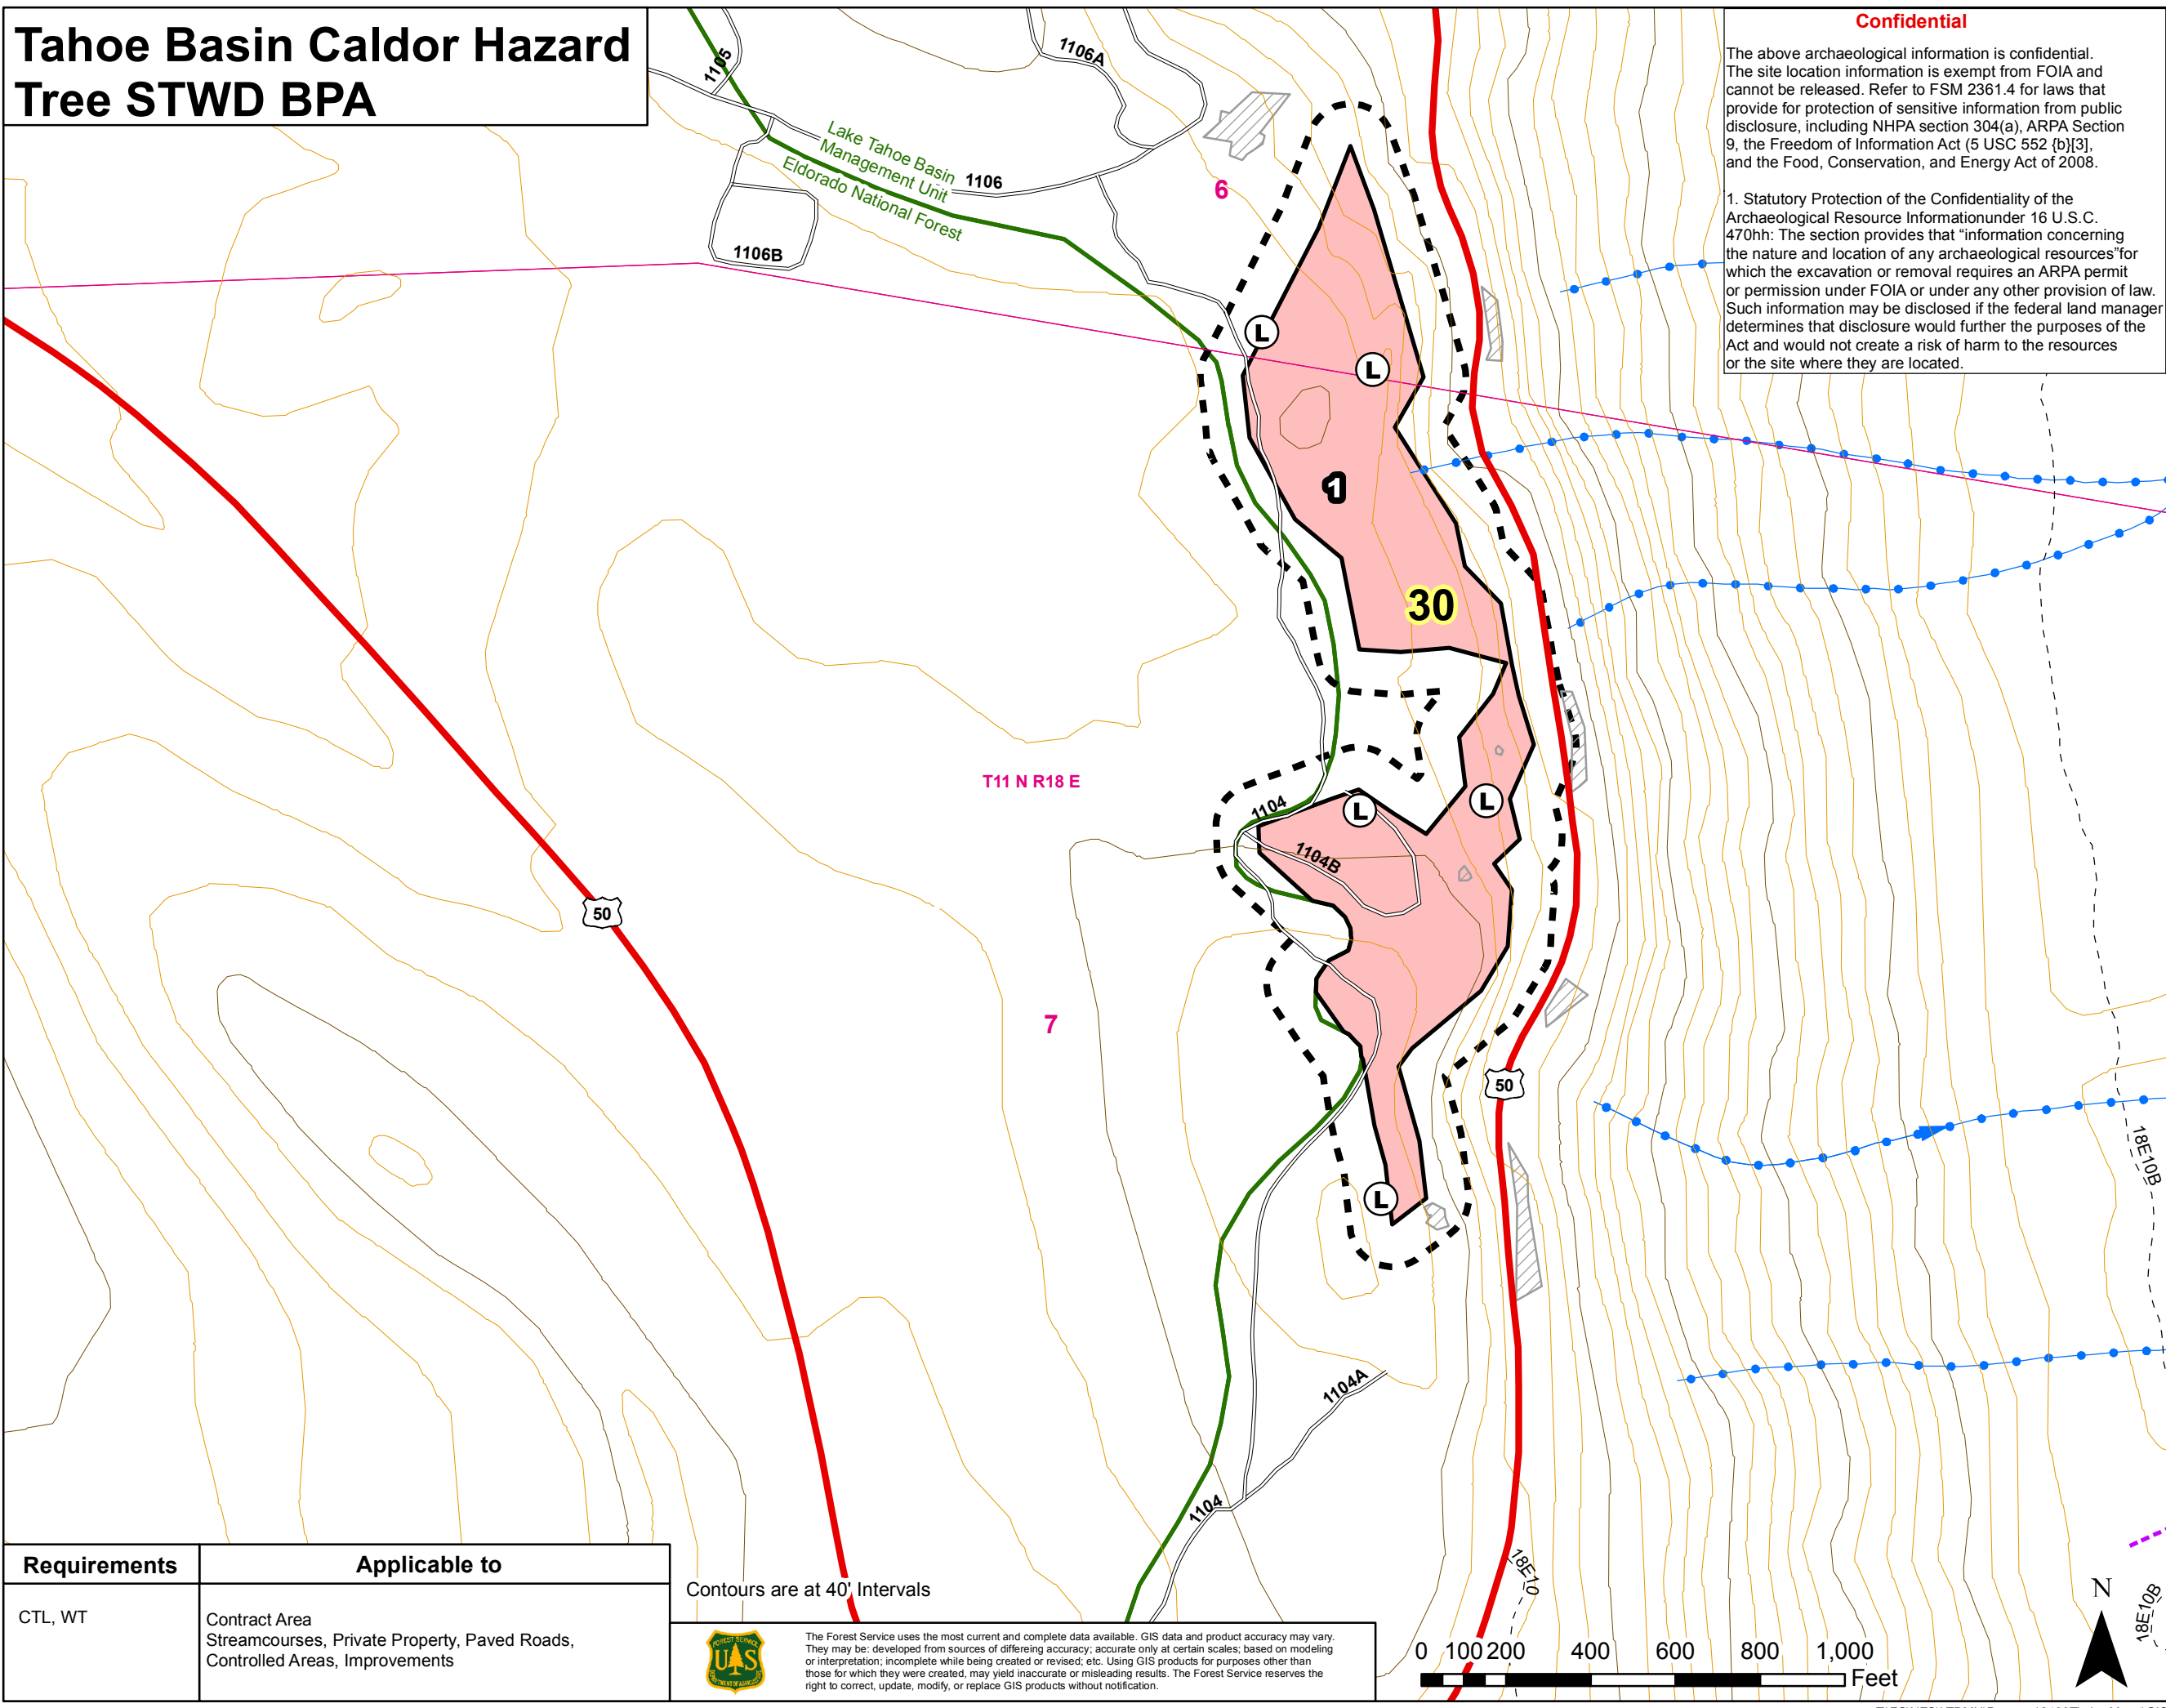 Tahoe Basin Caldor Hazard
Tree STWD BPA
Confidential
The above archaeological information is confidential.
The site location information is exempt from FOIA and
cannot be released. Refer to FSM 2361.4 for laws that
provide for protection of sensitive information from public
disclosure, including NHPA section 304(a), ARPA Section
9, the Freedom of Information Act (5 USC 552 {b}[3],
and the Food, Conservation, and Energy Act of 2008.
1. Statutory Protection of the Confidentiality of the
Archaeological Resource Informationunder 16 U.S.C.
470hh: The section provides that “information concerning
the nature and location of any archaeological resources”for
which the excavation or removal requires an ARPA permit
or permission under FOIA or under any other provision of law.
Such information may be disclosed if the federal land manager
determines that disclosure would further the purposes of the
Act and would not create a risk of harm to the resources
or the site where they are located.
1105
1106A
Lake Tahoe Basin
Management Unit
Eldorado National Forest
1106
1106B
6
L
L
1
30
T11 N R18 E
1104
L
L
1104B
50
7
50
18E10B
L
1104A
1104
18E10
18E10B
Requirements
Applicable to
CTL, WT
Contract Area
Streamcourses, Private Property, Paved Roads,
Controlled Areas, Improvements
Contours are at 40' Intervals
FOREST SERVICE
U S
DEPARTMENT OF AGRICULTURE
The Forest Service uses the most current and complete data available. GIS data and product accuracy may vary.
They may be: developed from sources of differeing accuracy; accurate only at certain scales; based on modeling
or interpretation; incomplete while being created or revised; etc. Using GIS products for purposes other than
those for which they were created, may yield inaccurate or misleading results. The Forest Service reserves the
right to correct, update, modify, or replace GIS products without notification.
0 100 200 400 600 800 1,000
Feet
N